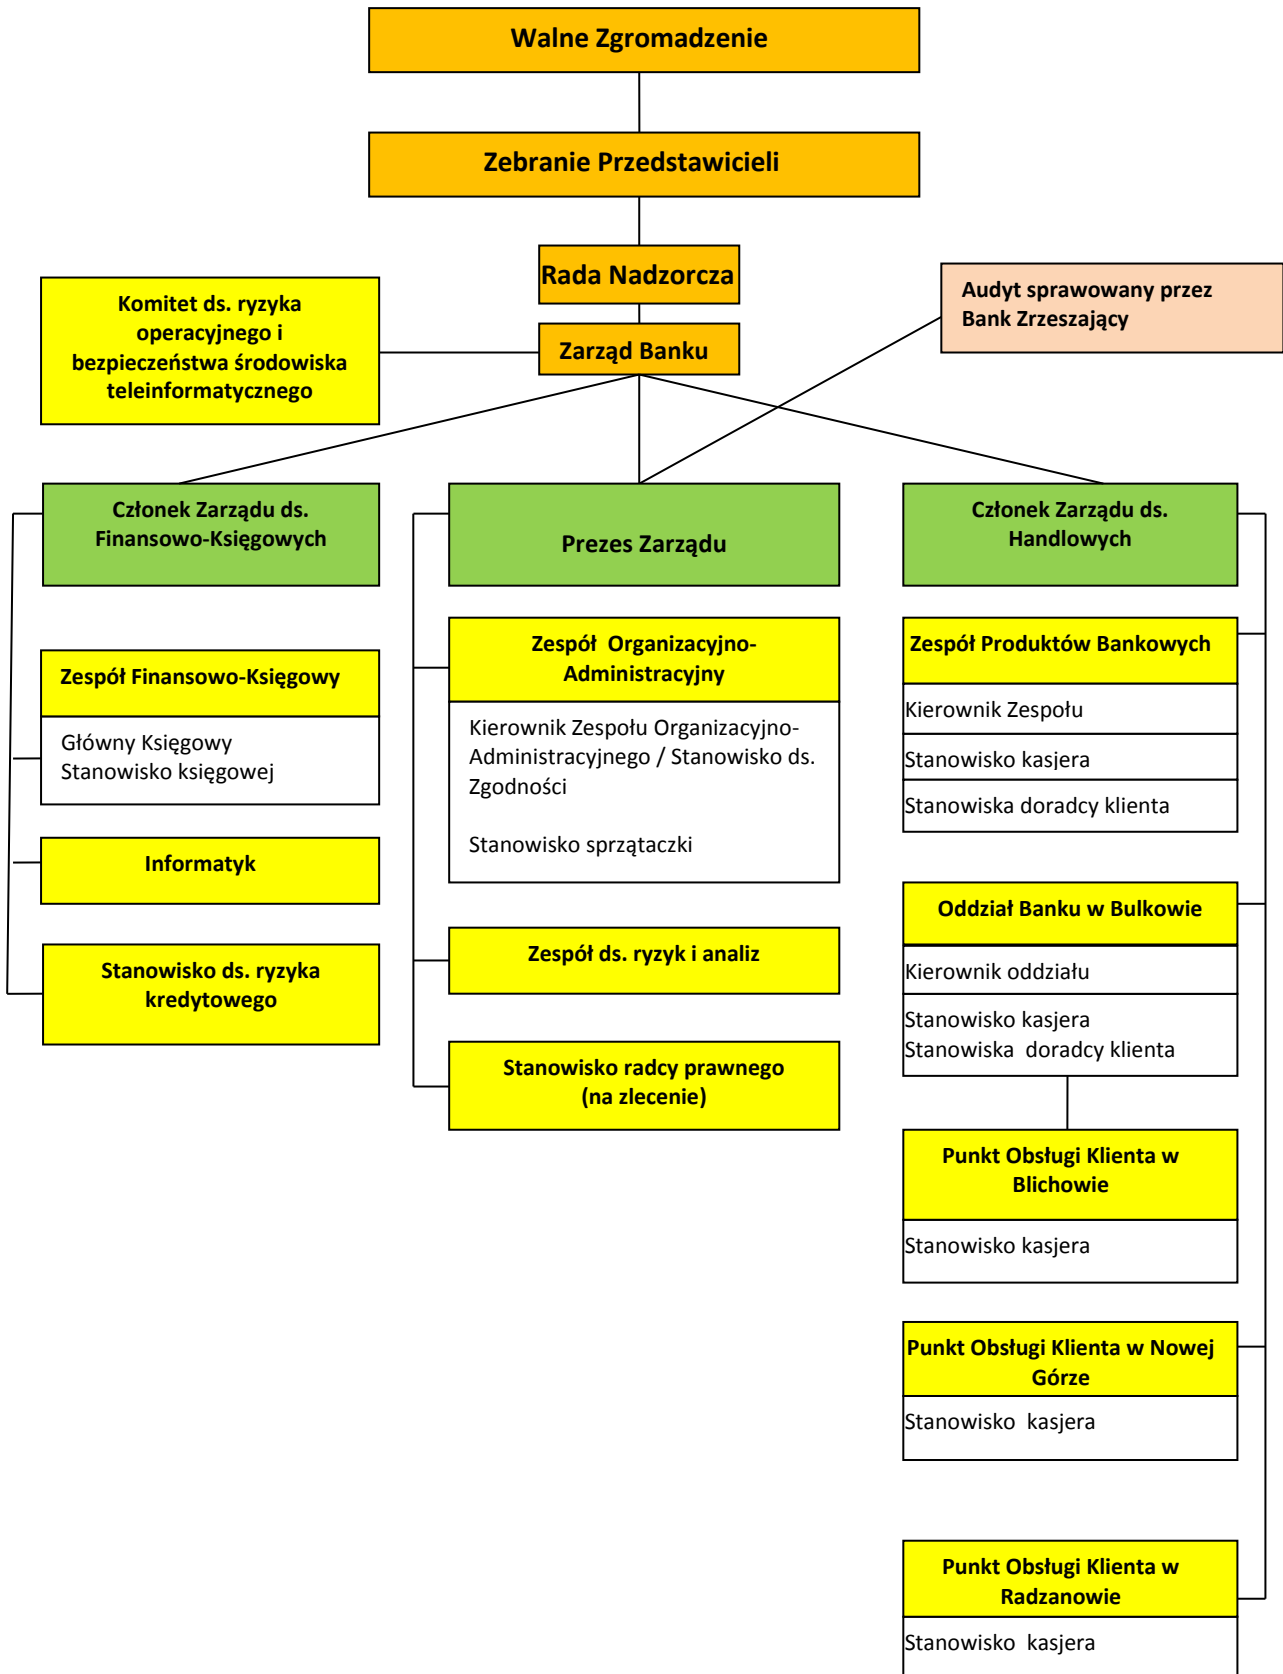 Walne Zgromadzenie
Zebranie Przedstawicieli
Rada Nadzorcza
Zarząd Banku
Komitet ds. ryzyka
operacyjnego i
bezpieczeństwa środowiska
teleinformatycznego
Audyt sprawowany przez
Bank Zrzeszający
Członek Zarządu ds.
Finansowo-Księgowych
Zespół Finansowo-Księgowy
Główny Księgowy
Stanowisko księgowej
Informatyk
Stanowisko ds. ryzyka
kredytowego
Prezes Zarządu
Zespół Organizacyjno-
Administracyjny
Kierownik Zespołu Organizacyjno-
Administracyjnego / Stanowisko ds.
Zgodności
Stanowisko sprzątaczki
Zespół ds. ryzyk i analiz
Stanowisko radcy prawnego
(na zlecenie)
Członek Zarządu ds.
Handlowych
Zespół Produktów Bankowych
Kierownik Zespołu
Stanowisko kasjera
Stanowiska doradcy klienta
Oddział Banku w Bulkowie
Kierownik oddziału
Stanowisko kasjera
Stanowiska doradcy klienta
Punkt Obsługi Klienta w
Blichowie
Stanowisko kasjera
Punkt Obsługi Klienta w Nowej
Górze
Stanowisko kasjera
Punkt Obsługi Klienta w
Radzanowie
Stanowisko kasjera